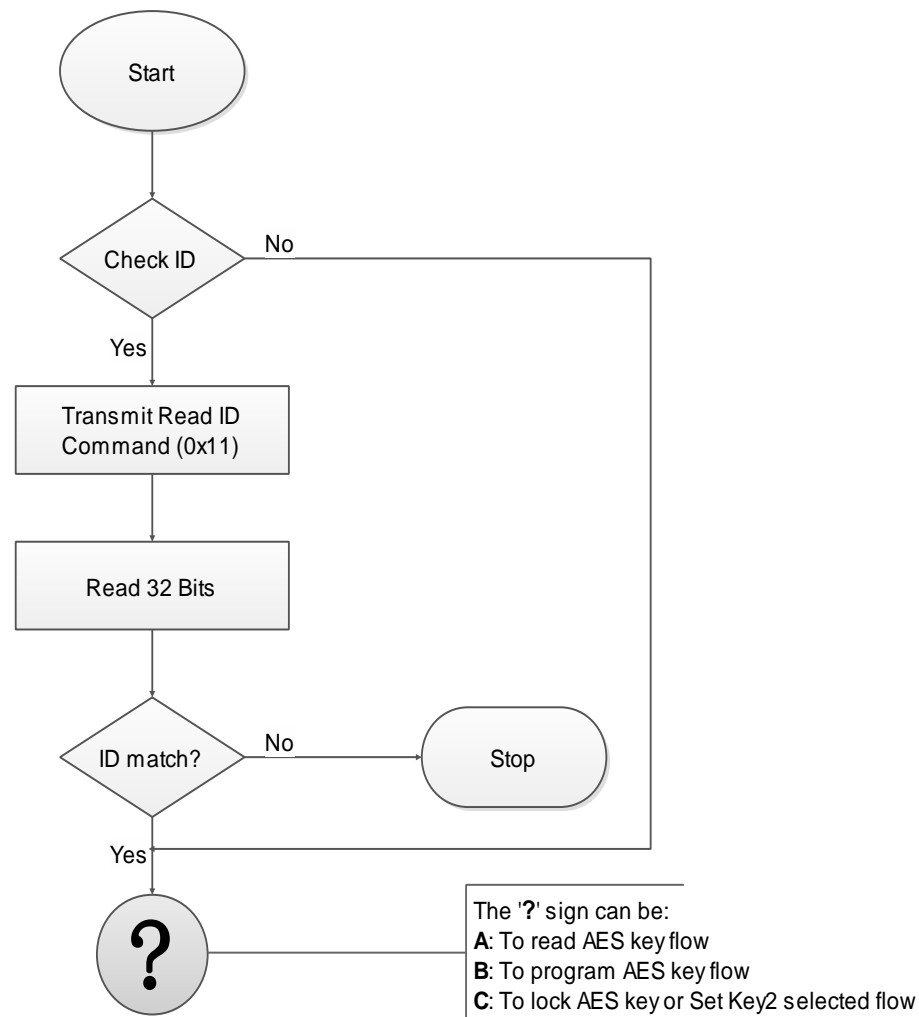 Start
Check ID
No
Yes
Transmit Read ID
Command (0x11)
Read 32 Bits
ID match?
No
Stop
Yes
?
The '?' sign can be:
A: To read AES key flow
B: To program AES key flow
C: To lock AES key or Set Key2 selected flow